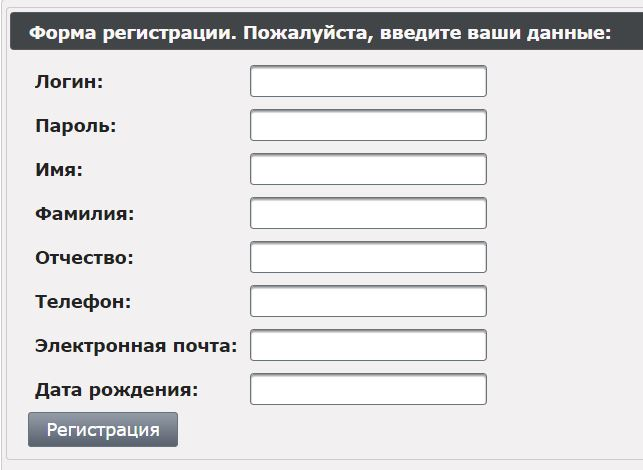 Форма регистрации. Пожалуйста, введите ваши данные:
Логин:
Пароль:
Имя:
Фамилия:
Отчество:
Телефон:
Электронная почта:
Дата рождения:
Регистрация